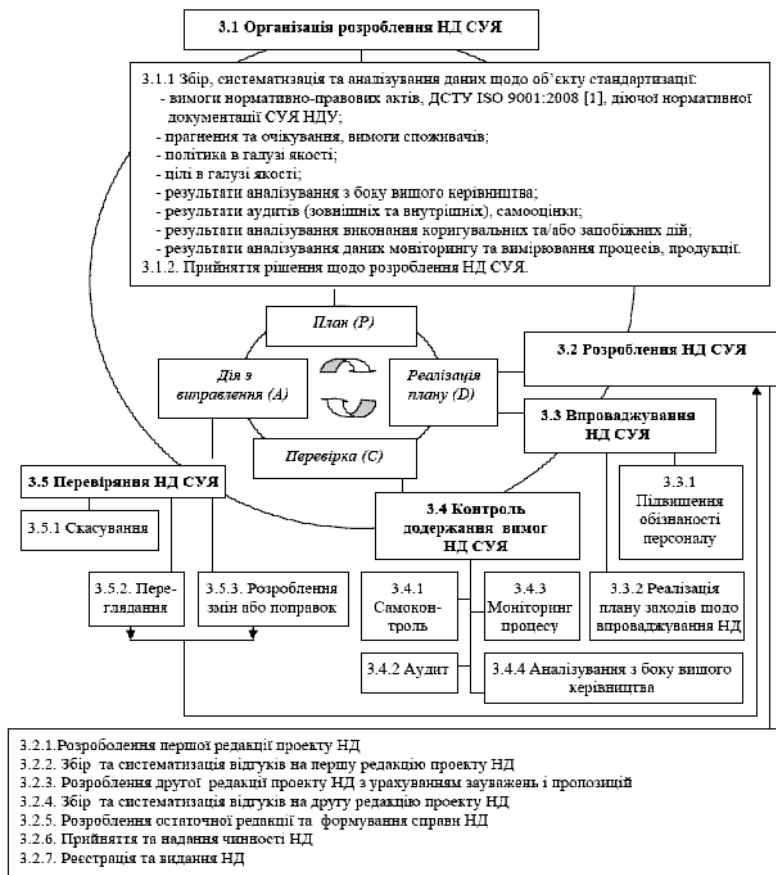 3.1 Організація розроблення НД СУЯ
3.1.1 Збір, систематизація та аналізування даних щодо об’єкту стандартизації:
- вимоги нормативно-правових актів, ДСТУ ISO 9001:2008 [1], діючої нормативної
документації СУЯ НДУ;
- прагнення та очікування, вимоги споживачів;
- політика в галузі якості;
- цілі в галузі якості;
- результати аналізування з боку вищого керівництва;
- результати аудитів (зовнішніх та внутрішніх), самооцінки;
- результати аналізування виконання коригувальних та/або запобіжних дій;
- результати аналізування даних моніторингу та вимірювання процесів, продукції.
3.1.2. Прийняття рішення щодо розроблення НД СУЯ.
План (P)
Дія з
виправлення (A)
Реалізація
плану (D)
Перевірка (C)
3.2 Розроблення НД СУЯ
3.3 Впроваджування
НД СУЯ
3.3.1
Підвищення
обізнаності
персоналу
3.3.2 Реалізація
плану заходів щодо
впроваджування НД
3.4 Контроль
додержання вимог
НД СУЯ
3.4.1
Самокон-
троль
3.4.3
Моніторинг
процесу
3.4.2 Аудит
3.4.4 Аналізування з боку вищого
керівництва
3.5 Перевіряння НД СУЯ
3.5.1 Скасування
3.5.2. Пере-
глядання
3.5.3. Розроблення
змін або поправок
3.2.1.Розроболення першої редакції проекту НД
3.2.2. Збір та систематизація відгуків на першу редакцію проекту НД
3.2.3. Розроблення другої редакції проекту НД з урахуванням зауважень і пропозицій
3.2.4. Збір та систематизація відгуків на другу редакцію проекту НД
3.2.5. Розроблення остаточної редакції та формування справи НД
3.2.6. Прийняття та надання чинності НД
3.2.7. Реєстрація та видання НД